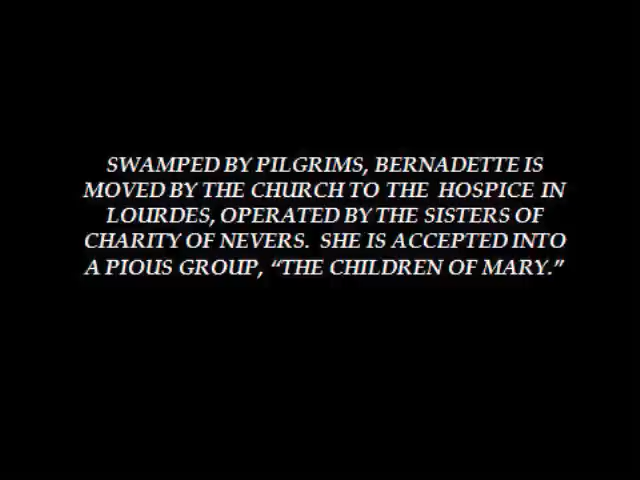 SWAMPED BY PILGRIMS, BERNADETTE IS
MOVED BY THE CHURCH TO THE HOSPICE IN
LOURDES, OPERATED BY THE SISTERS OF
CHARITY OF NEVERS. SHE IS ACCEPTED INTO
A PIOUS GROUP, “THE CHILDREN OF MARY.”